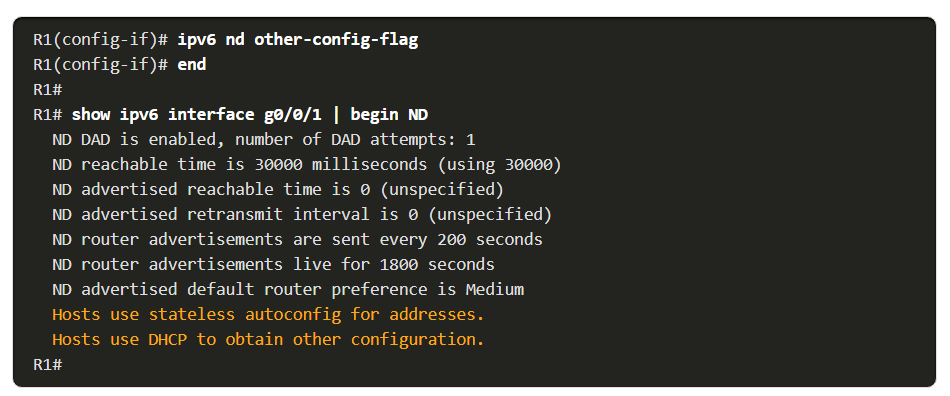 R1(config-if)# ipv6 nd other-config-flag
R1(config-if)# end
R1#
R1# show ipv6 interface g0/0/1 | begin ND
  ND DAD is enabled, number of DAD attempts: 1
  ND reachable time is 30000 milliseconds (using 30000)
  ND advertised reachable time is 0 (unspecified)
  ND advertised retransmit interval is 0 (unspecified)
  ND router advertisements are sent every 200 seconds
  ND router advertisements live for 1800 seconds
  ND advertised default router preference is Medium
  Hosts use stateless autoconfig for addresses.
  Hosts use DHCP to obtain other configuration.
R1#